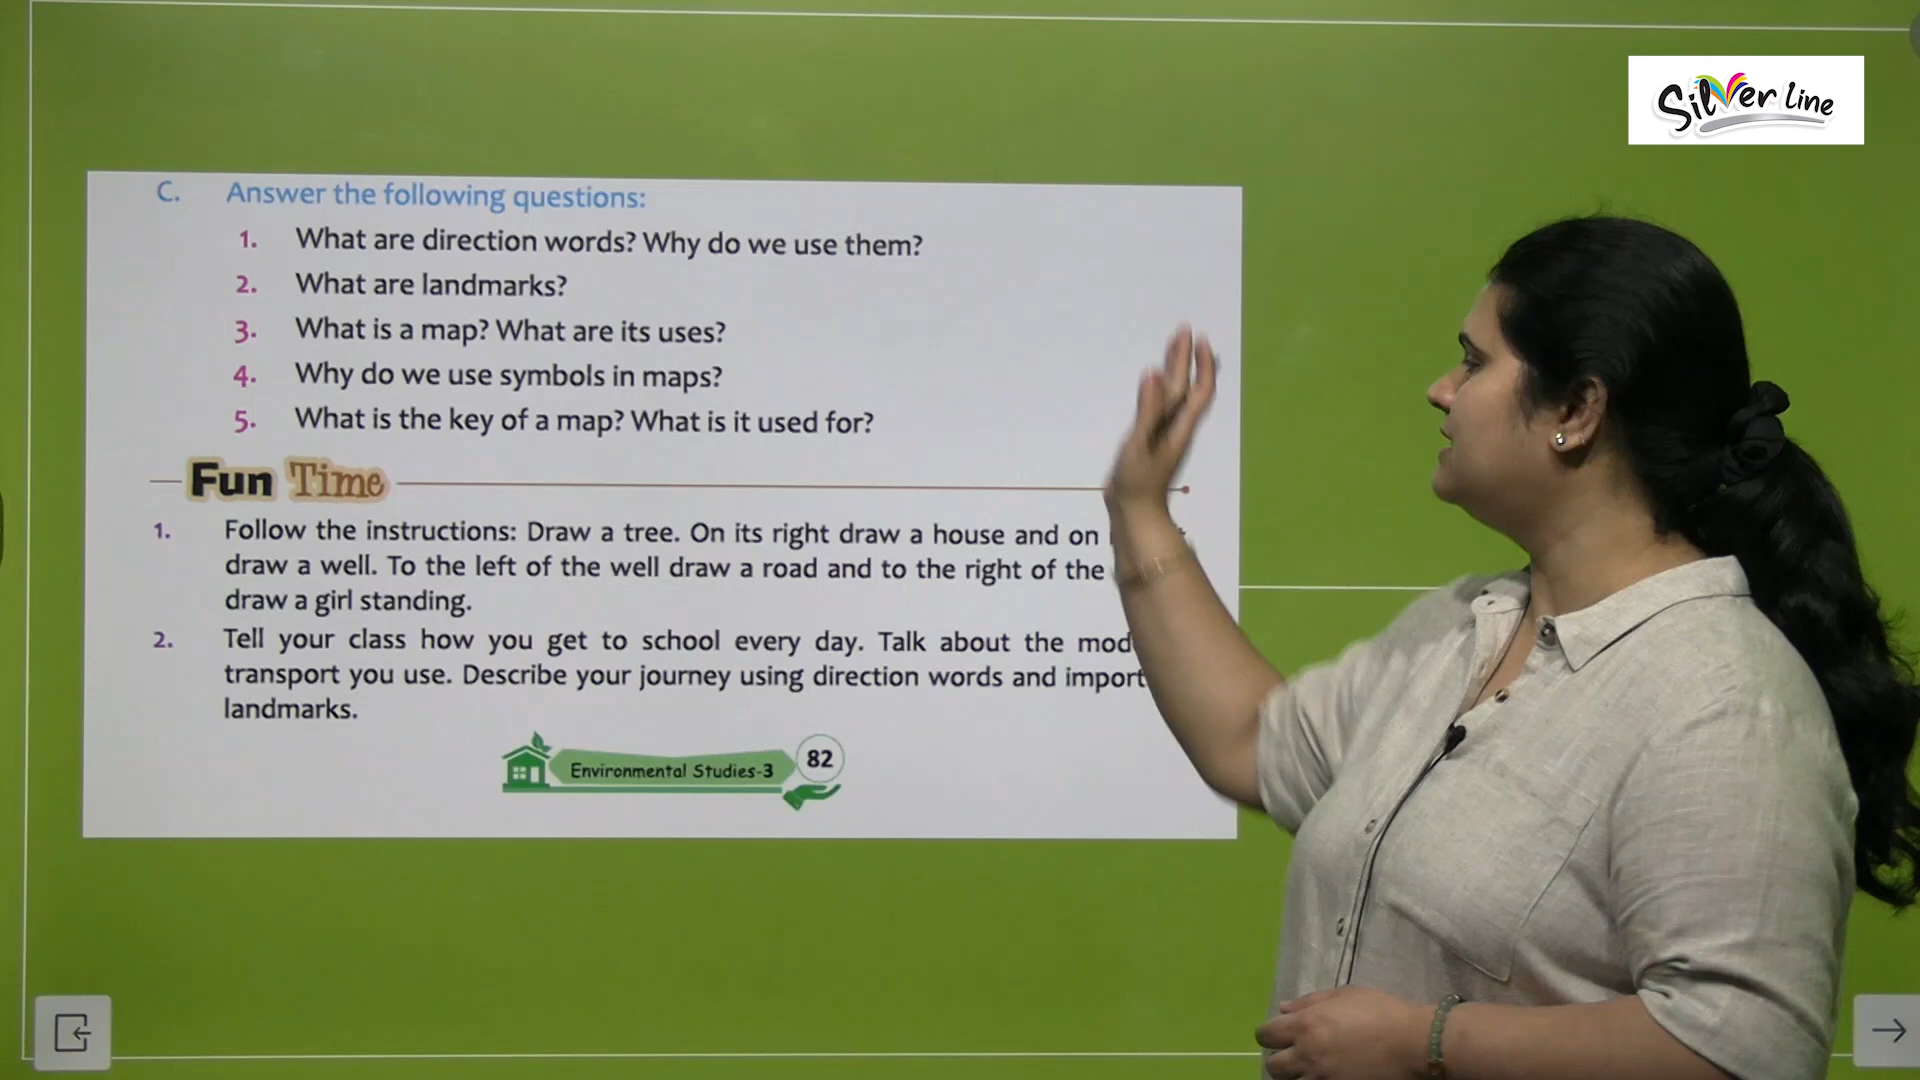 Silver Line
C. Answer the following questions:
1. What are direction words? Why do we use them?
2. What are landmarks?
3. What is a map? What are its uses?
4. Why do we use symbols in maps?
5. What is the key of a map? What is it used for?
Fun Time
1. Follow the instructions: Draw a tree. On its right draw a house and on
draw a well. To the left of the well draw a road and to the right of the
draw a girl standing.
2. Tell your class how you get to school every day. Talk about the
transport you use. Describe your journey using direction words and
landmarks.
Environmental Studies-3 82